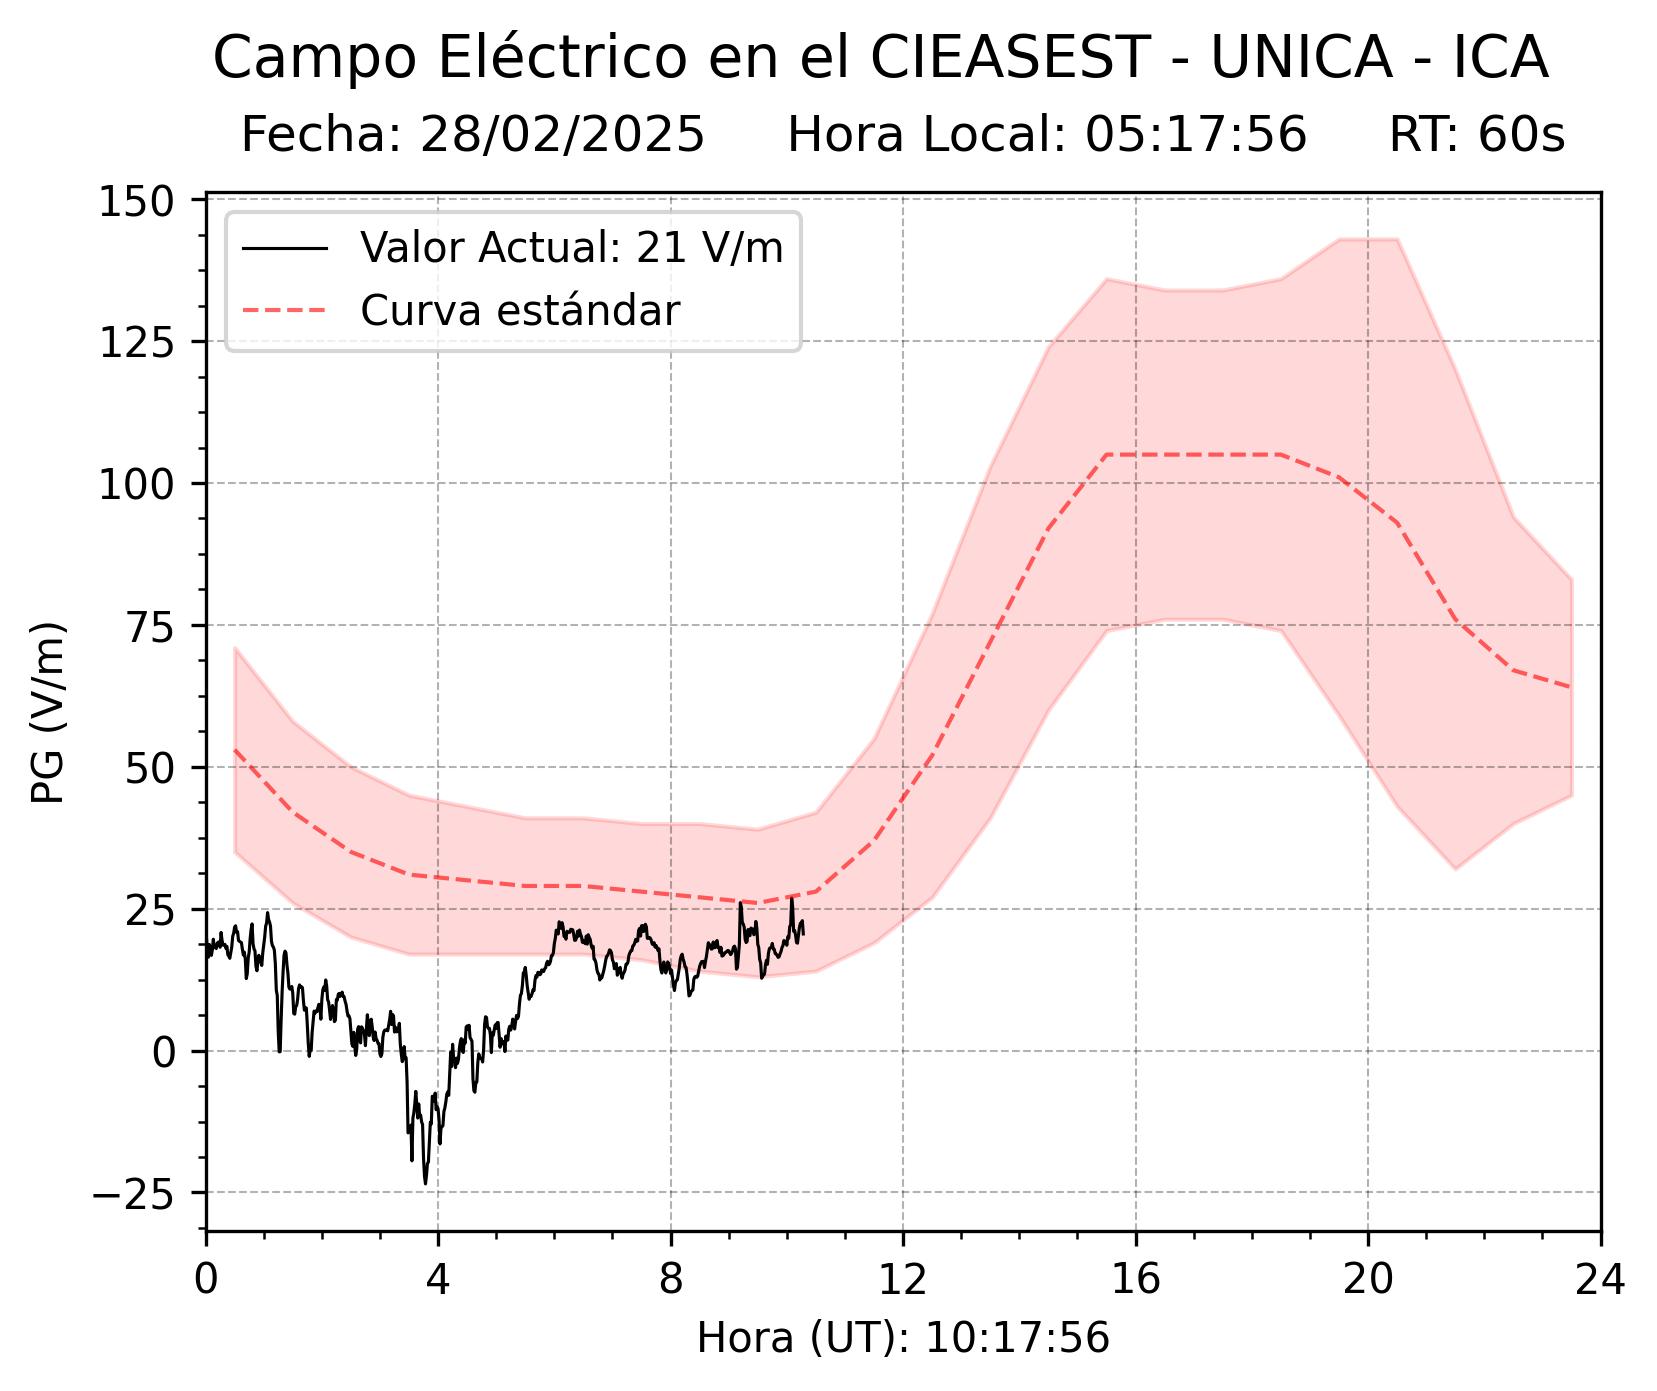 Campo Eléctrico en el CIEASEST - UNICA - ICA
Fecha: 28/02/2025 Hora Local: 05:17:56 RT: 60s
Valor Actual: 21 V/m
Curva estándar
150
125
100
75
50
25
0
−25
PG (V/m)
0 4 8 12 16 20 24
Hora (UT): 10:17:56